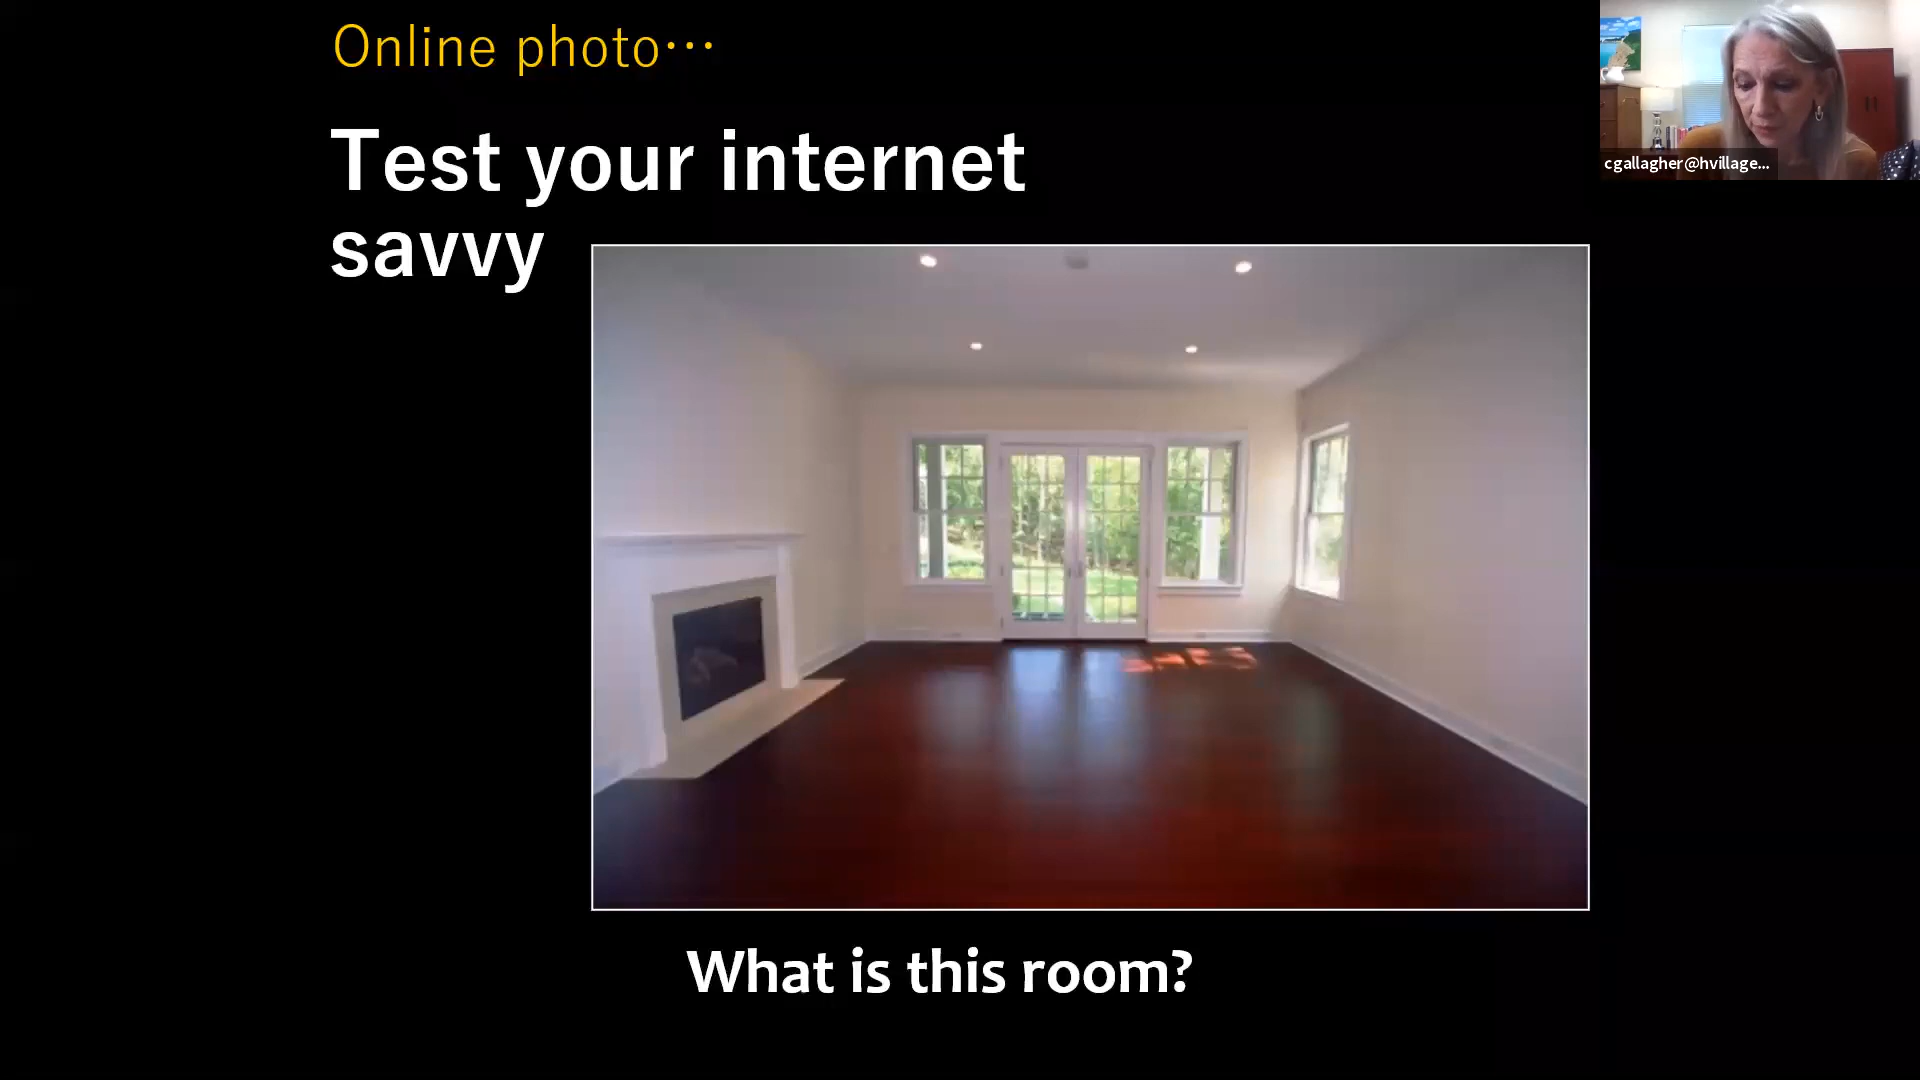 Online photo…
Test your internet
savvy
cgallagher@hvillage...
What is this room?